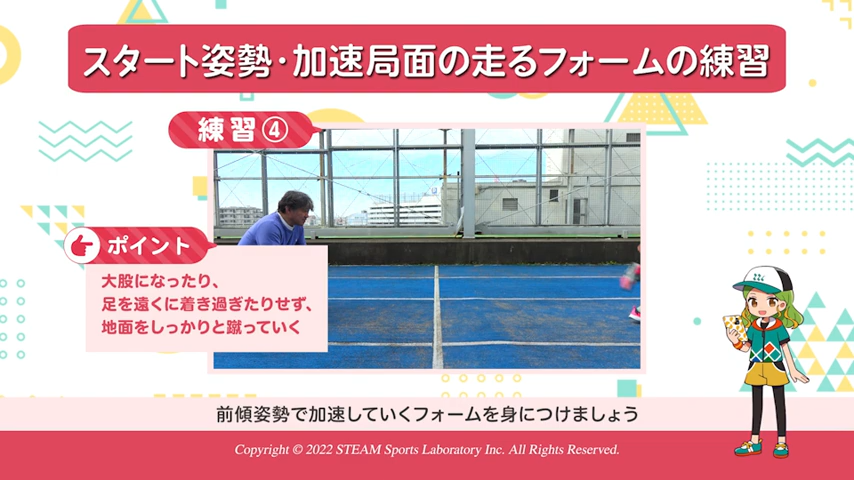 スタート姿勢・加速局面の走るフォームの練習
練習④
ポイント
大股になったり、
足を遠くに着き過ぎたりせず、
地面をしっかりと蹴っていく
前傾姿勢で加速していくフォームを身につけましょう
Copyright © 2022 STEAM Sports Laboratory Inc. All Rights Reserved.